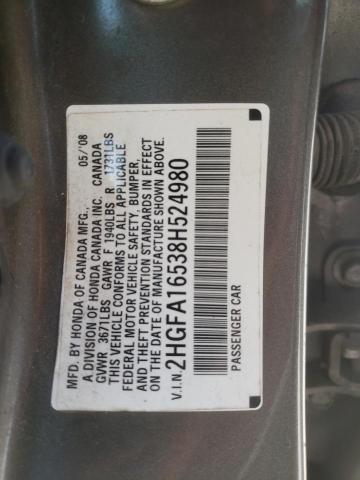 MFD. BY HONDA OF CANADA MFG., 05/'08
A DIVISION OF HONDA CANADA INC. CANADA
GVWR 3671LBS GAWR F 1940LBS R 1731LBS
THIS VEHICLE CONFORMS TO ALL APPLICABLE
FEDERAL MOTOR VEHICLE SAFETY, BUMPER,
AND THEFT PREVENTION STANDARDS IN EFFECT
ON THE DATE OF MANUFACTURE SHOWN ABOVE.
V.I.N. 2HGFA16538H524980
PASSENGER CAR